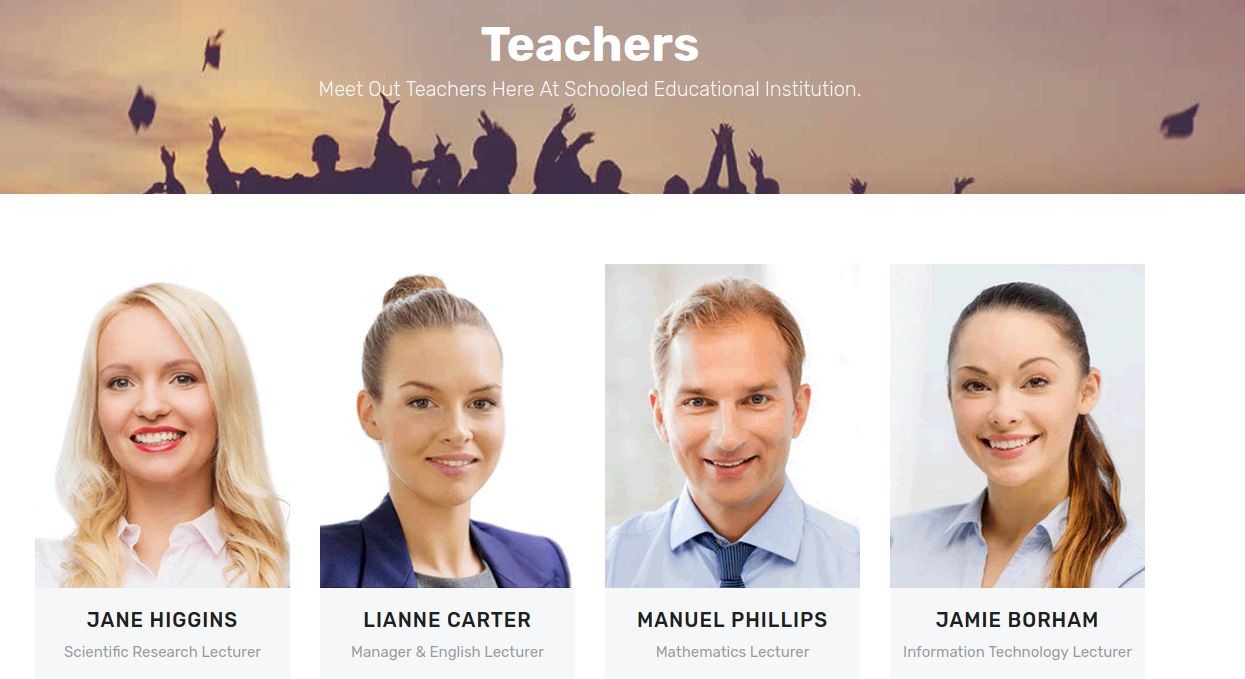 Teachers
Meet Out Teachers Here At Schooled Educational Institution.
JANE HIGGINS
Scientific Research Lecturer
LIANNE CARTER
Manager & English Lecturer
MANUEL PHILLIPS
Mathematics Lecturer
JAMIE BORHAM
Information Technology Lecturer